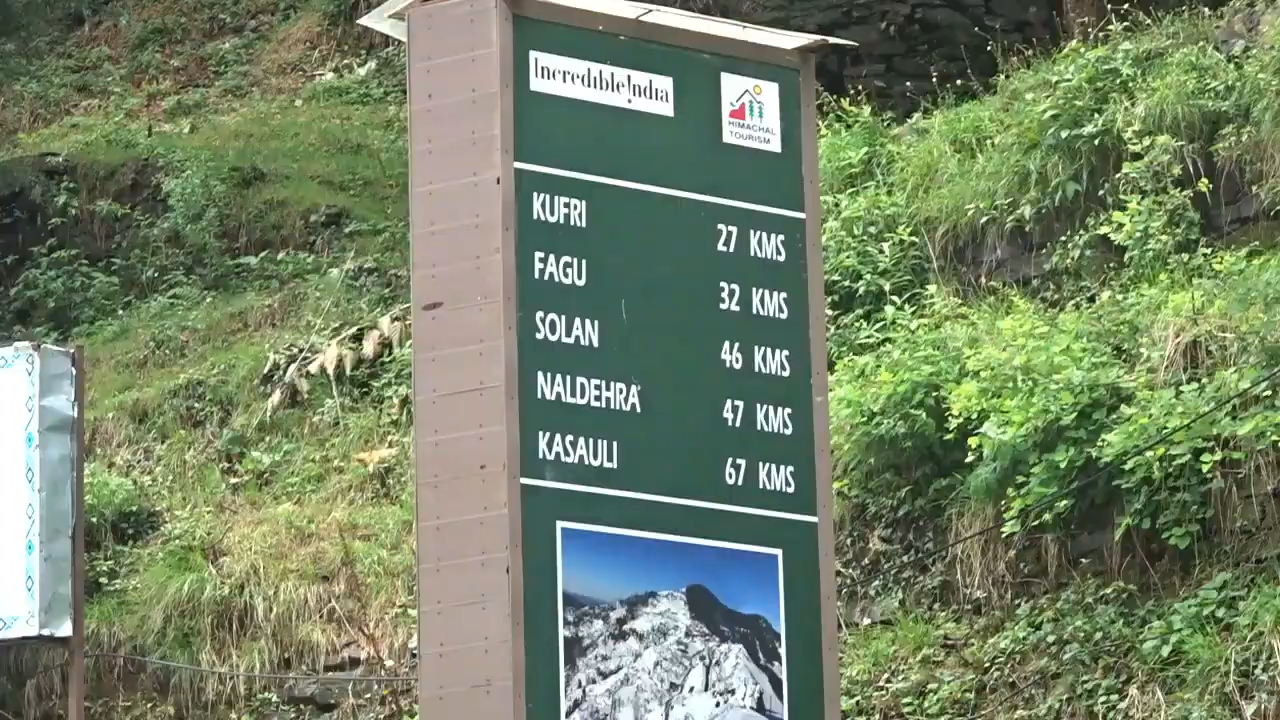 Incredible!ndia
HIMACHAL
TOURISM
KUFRI 27 KMS
FAGU 32 KMS
SOLAN 46 KMS
NALDEHRA 47 KMS
KASAULI 67 KMS